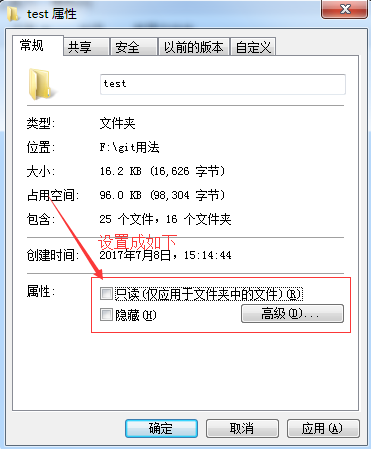 test 属性
常规 共享 安全 以前的版本 自定义
test
类型: 文件夹
位置: F:\git用法
大小: 16.2 KB (16,626 字节)
占用空间: 96.0 KB (98,304 字节)
包含: 25 个文件，16 个文件夹
设置成如下
创建时间: 2017年7月8日，15:14:44
属性: 只读(仅应用于文件夹中的文件)(R)
隐藏(H) 高级(D)...
确定 取消 应用(A)